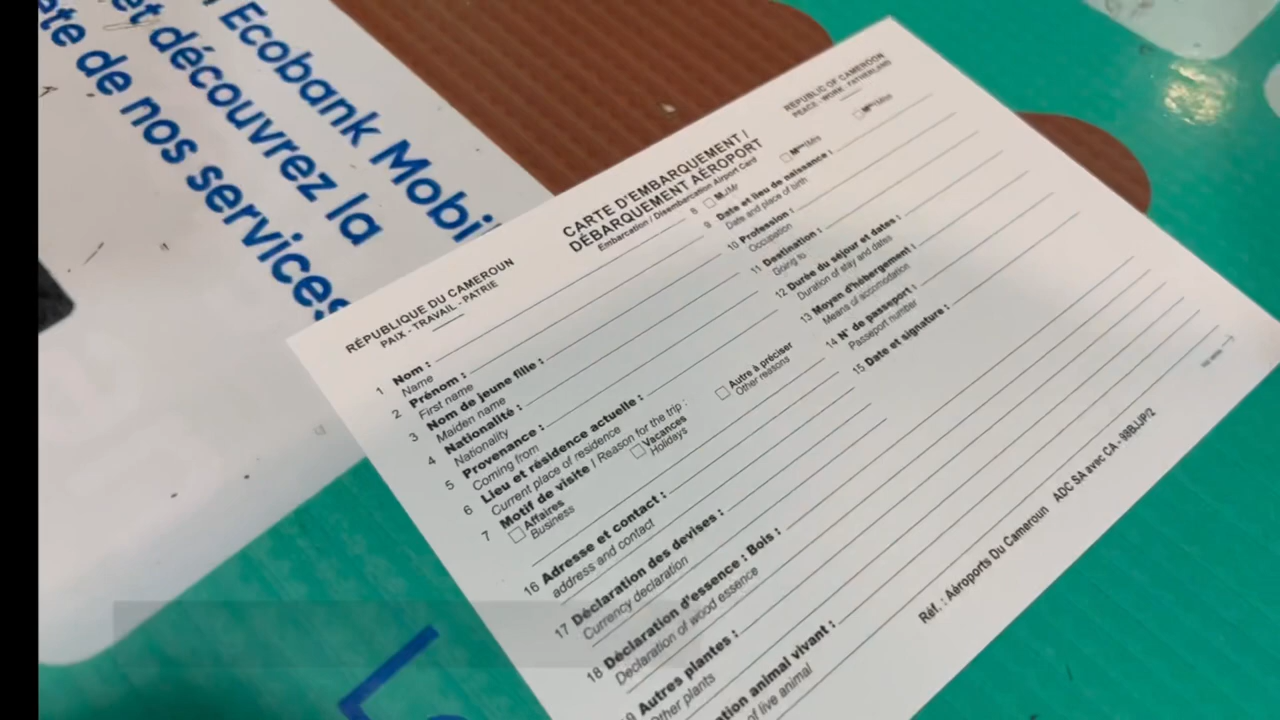 Ecobank Mobi
et découvrez la
de nos services
RÉPUBLIQUE DU CAMEROUN
PAIX - TRAVAIL - PATRIE
CARTE D'EMBARQUEMENT /
DÉBARQUEMENT AÉROPORT
Embarcation / Disembarcation Airport Card
REPUBLIC OF CAMEROON
PEACE - WORK - FATHERLAND
1 Nom :
Name
2 Prénom :
First name
3 Nom de jeune fille :
Maiden name
4 Nationalité :
Nationality
5 Provenance :
Coming from
6 Lieu et résidence actuelle :
Current place of residence
7 Motif de visite / Reason for the trip :
Affaires
Business
Vacances
Holidays
Autre à préciser
Other reasons
8 M./Mr
9 Date et lieu de naissance :
Date and place of birth
10 Profession :
Occupation
11 Destination :
Going to
12 Durée du séjour et dates :
Duration of stay and dates
13 Moyen d'hébergement :
Means of accomodation
14 N° de passeport :
Passeport number
15 Date et signature :
16 Adresse et contact :
address and contact
17 Déclaration des devises :
Currency declaration
18 Déclaration d'essence : Bois :
Declaration of wood essence
Autres plantes :
Other plants
animal vivant :
of live animal
Réf. : Aéroports Du Cameroun ADC SA avec CA -